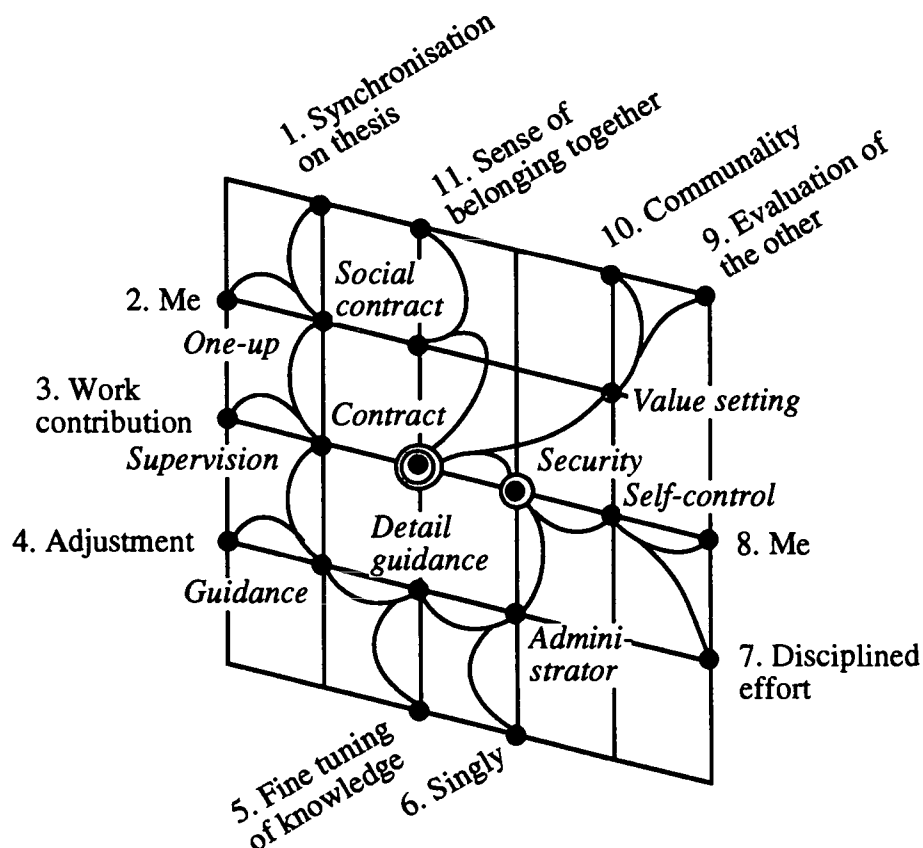 1. Synchronisation
on thesis
11. Sense of
belonging together
10. Communality
9. Evaluation of
the other
2. Me
Social
contract
One-up
3. Work
contribution
Contract
Value setting
Supervision
Security
Self-control
4. Adjustment
Detail
guidance
8. Me
Guidance
Admini-
strator
7. Disciplined
effort
5. Fine tuning
of knowledge
6. Singly